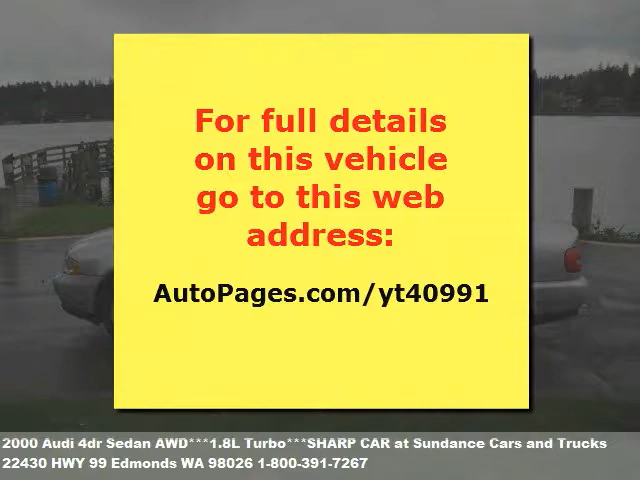 For full details
on this vehicle
go to this web
address:
AutoPages.com/yt40991
2000 Audi 4dr Sedan AWD***1.8L Turbo***SHARP CAR at Sundance Cars and Trucks
22430 HWY 99 Edmonds WA 98026 1-800-391-7267